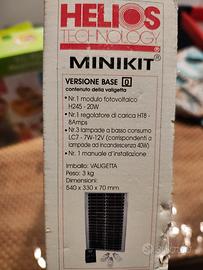 HELIOS
TECHNOLOGY®
MINIKIT®
VERSIONE BASE 0
contenuto della valigetta
•Nr.1 modulo fotovoltaico
H245 - 20W
•Nr.1 regolatore di carica HT8 -
8Amps
•Nr.3 lampade a basso consumo
LC7 - 7W-12V (corrispondenti a
lampade ad incandescenza 40W)
•Nr. 1 manuale d'installazione
Imballo: VALIGETTA
Peso: 3 kg
Dimensioni:
540 x 330 x 70 mm
subito